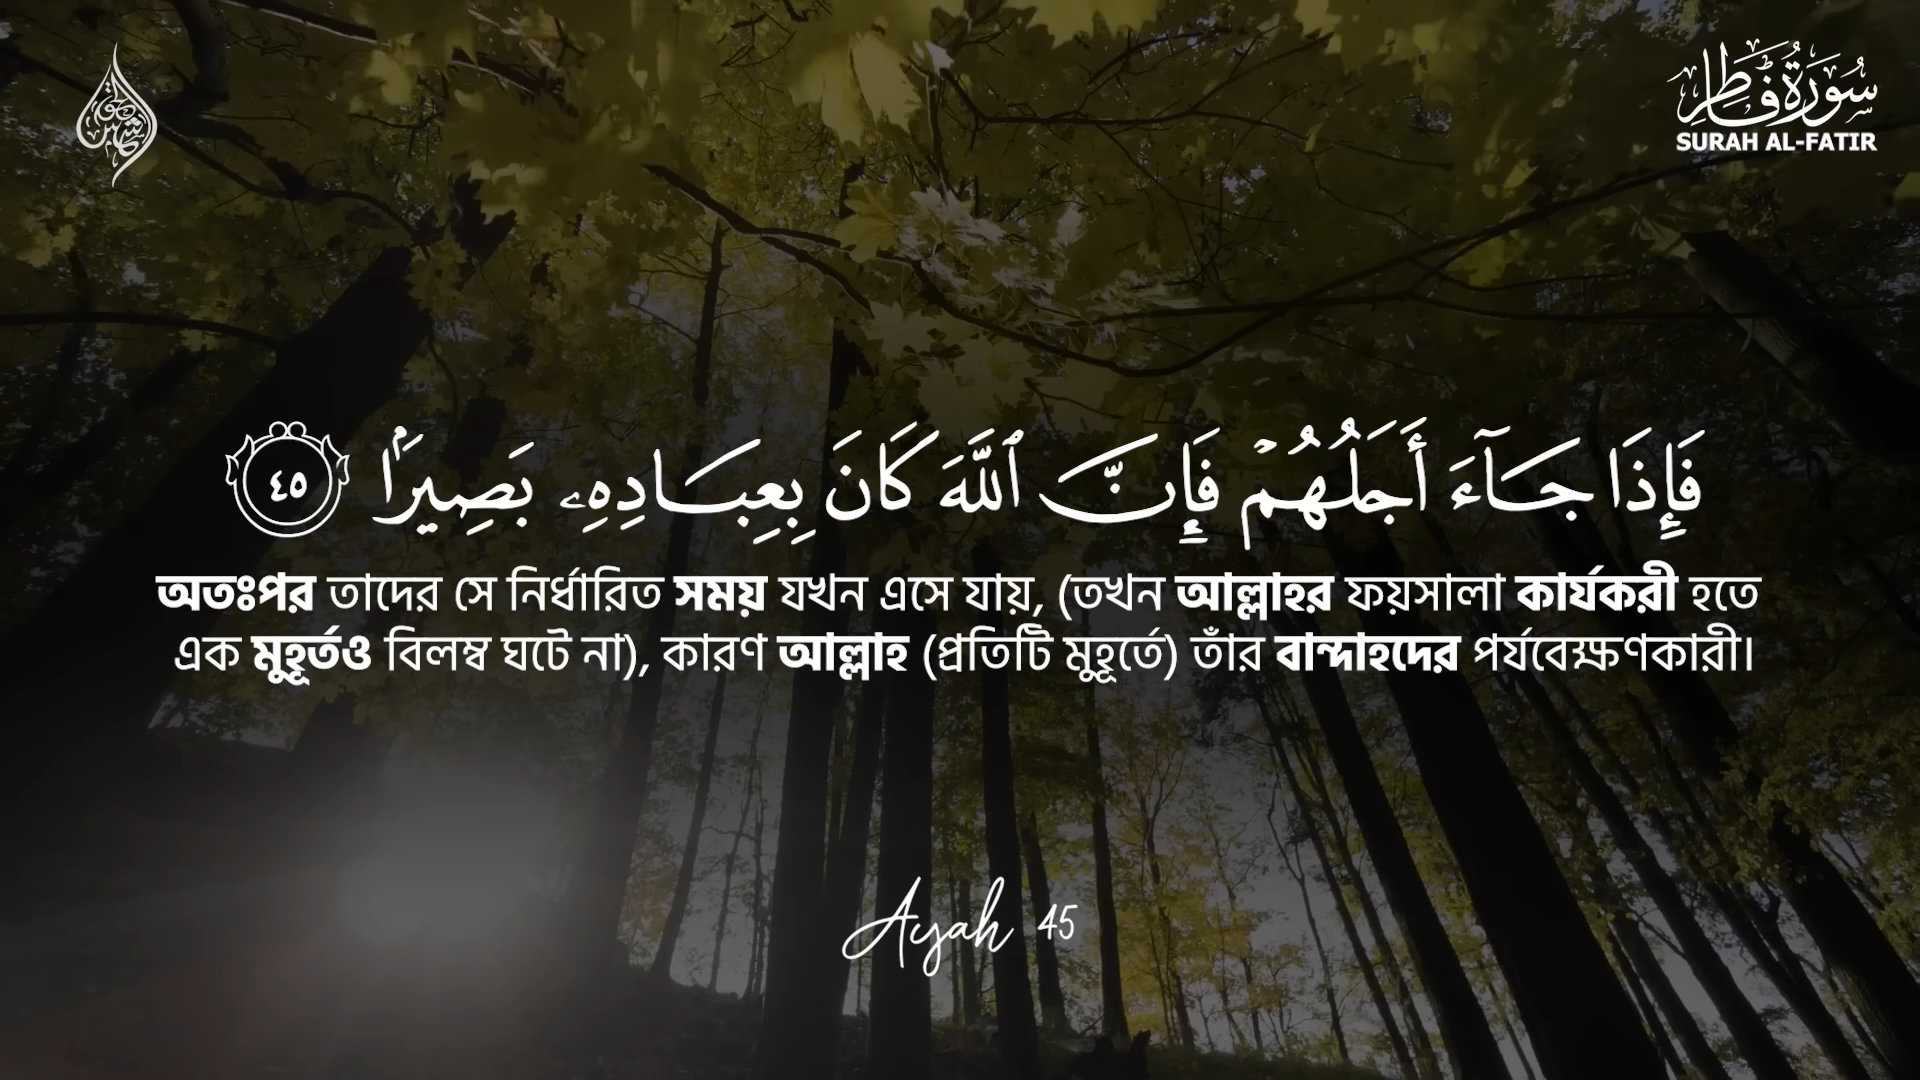 سُورَةُ فَاطِر
SURAH AL-FATIR
فَإِذَا جَآءَ أَجَلُهُمْ فَإِنَّ ٱللَّهَ كَانَ بِعِبَادِهِۦ بَصِيرًۢا ٤٥
অতঃপর তাদের সে নির্ধারিত সময় যখন এসে যায়, (তখন আল্লাহর ফয়সালা কার্যকরী হতে
এক মুহূর্তও বিলম্ব ঘটে না), কারণ আল্লাহ (প্রতিটি মুহূর্তে) তাঁর বান্দাহদের পর্যবেক্ষণকারী।
Ayah 45